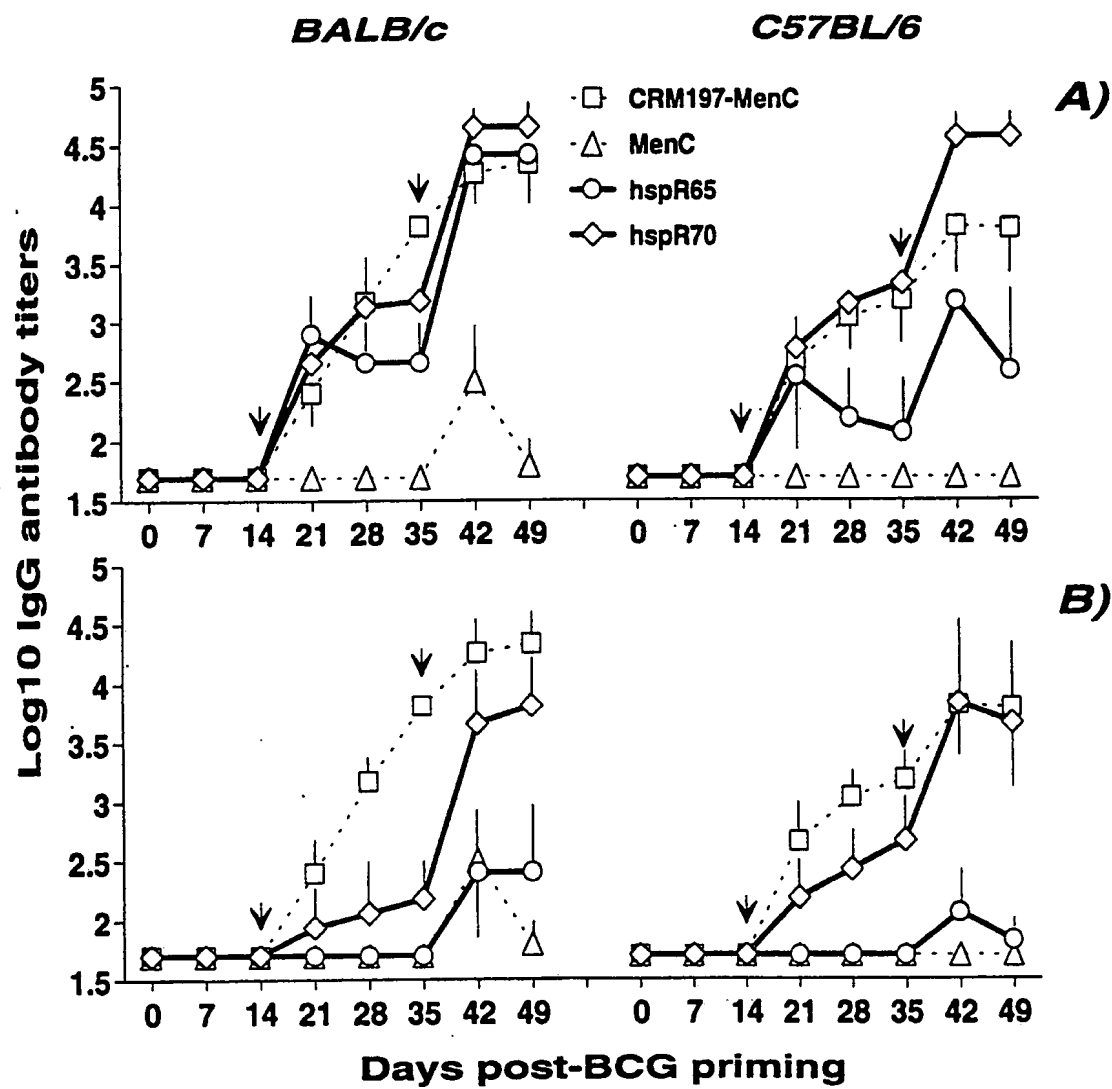 BALB/c
C57BL/6
A)
5
4.5
4
3.5
3
2.5
2
1.5
0 7 14 21 28 35 42 49
0 7 14 21 28 35 42 49
CRM197-MenC
MenC
hspR65
hspR70
Log10 IgG antibody titers
B)
5
4.5
4
3.5
3
2.5
2
1.5
0 7 14 21 28 35 42 49
0 7 14 21 28 35 42 49
Days post-BCG priming